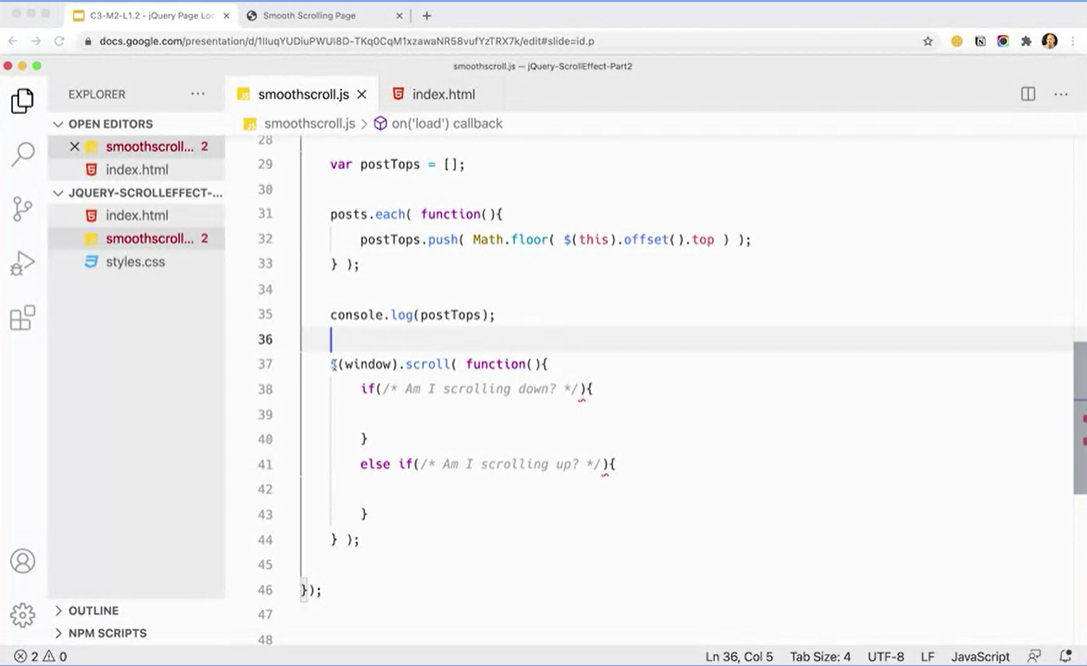 C3-M2-L1.2 - jQuery Page Loc
Smooth Scrolling Page
docs.google.com/presentation/d/1lIuqYUDiuPWUI8D-TKq0CqM1xzawaNR58vufYzTRX7k/edit#slide=id.p
smoothscroll.js — jQuery-ScrollEffect-Part2
EXPLORER
smoothscroll.js
index.html
OPEN EDITORS
smoothscroll.js > on('load') callback
smoothscroll... 2
index.html
JQUERY-SCROLLEFFECT-...
index.html
smoothscroll... 2
styles.css
28
29 var postTops = [];
30
31 posts.each( function(){
32 postTops.push( Math.floor( $(this).offset().top ) );
33 } );
34
35 console.log(postTops);
36
37 $(window).scroll( function(){
38 if(/* Am I scrolling down? */){
39
40 }
41 else if(/* Am I scrolling up? */){
42
43 }
44 } );
45
46 });
47
48
OUTLINE
NPM SCRIPTS
2 0
Ln 36, Col 5 Tab Size: 4 UTF-8 LF JavaScript